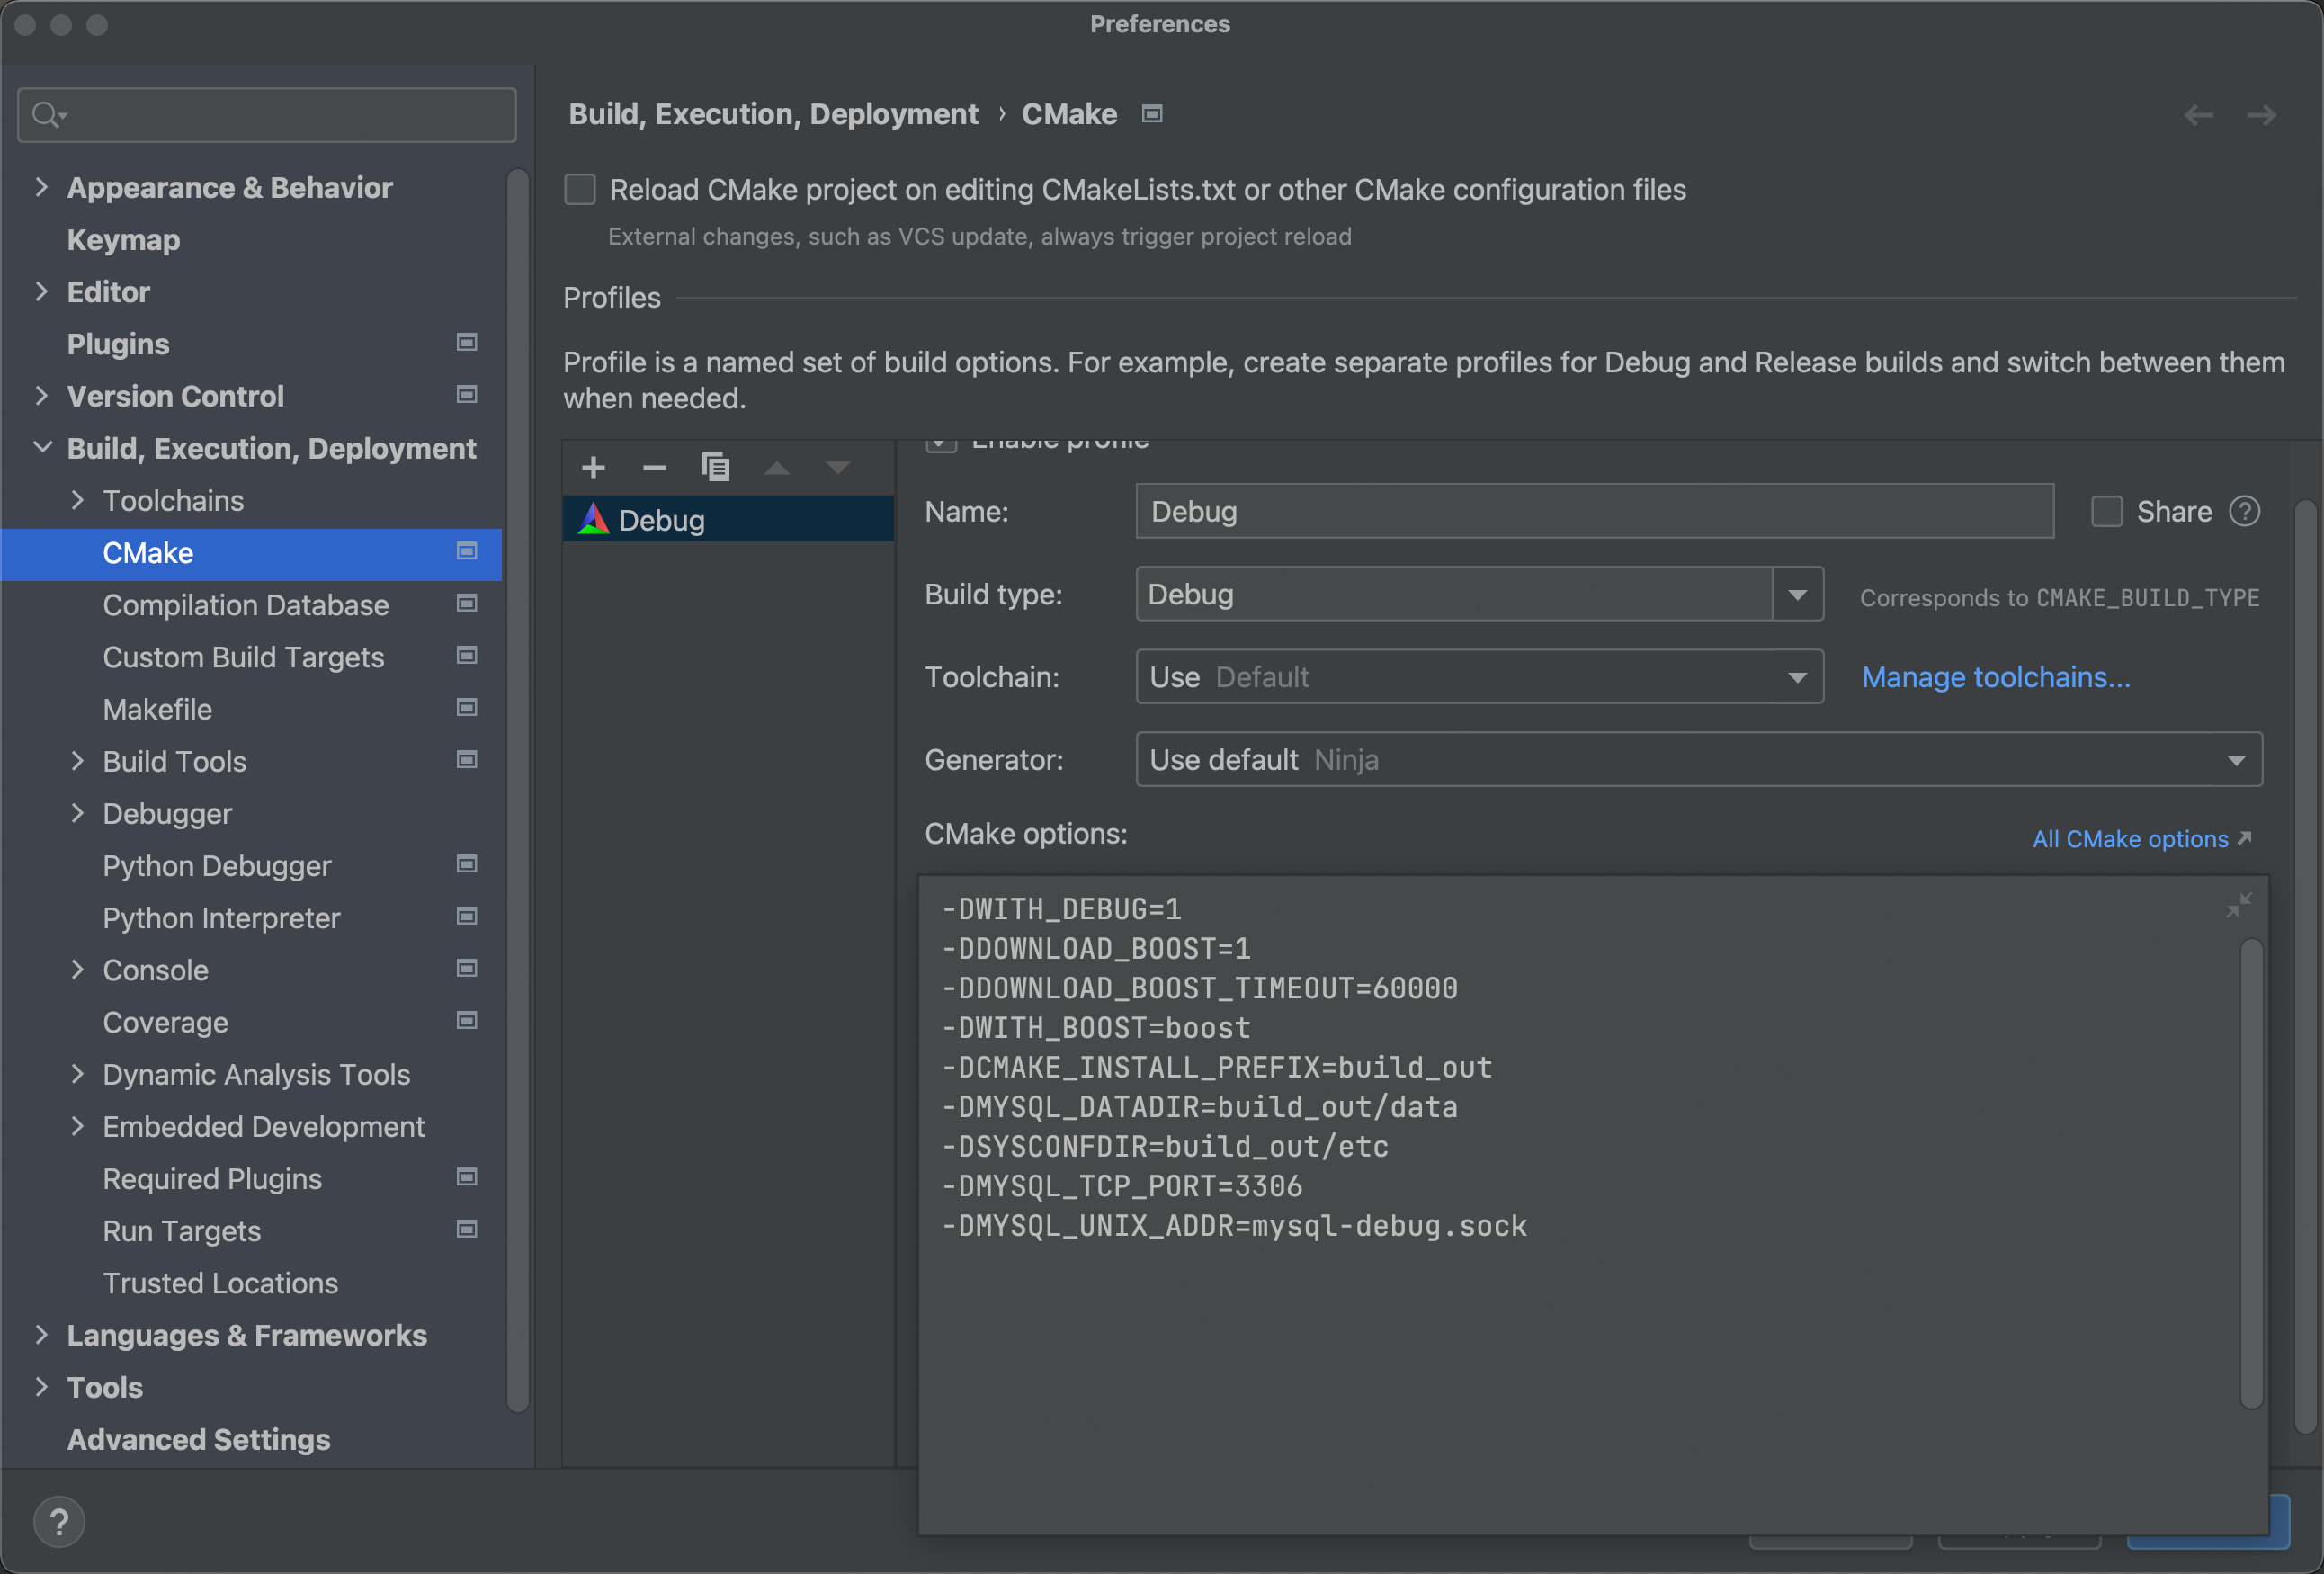 Preferences
Appearance & Behavior
Keymap
Editor
Plugins
Version Control
Build, Execution, Deployment
Toolchains
CMake
Compilation Database
Custom Build Targets
Makefile
Build Tools
Debugger
Python Debugger
Python Interpreter
Console
Coverage
Dynamic Analysis Tools
Embedded Development
Required Plugins
Run Targets
Trusted Locations
Languages & Frameworks
Tools
Advanced Settings
?
Build, Execution, Deployment › CMake
Reload CMake project on editing CMakeLists.txt or other CMake configuration files
External changes, such as VCS update, always trigger project reload
Profiles
Profile is a named set of build options. For example, create separate profiles for Debug and Release builds and switch between them
when needed.
Debug
Enable profile
Name: Debug Share ?
Build type: Debug Corresponds to CMAKE_BUILD_TYPE
Toolchain: Use Default Manage toolchains...
Generator: Use default Ninja
CMake options: All CMake options ↗
-DWITH_DEBUG=1
-DDOWNLOAD_BOOST=1
-DDOWNLOAD_BOOST_TIMEOUT=60000
-DWITH_BOOST=boost
-DCMAKE_INSTALL_PREFIX=build_out
-DMYSQL_DATADIR=build_out/data
-DSYSCONFDIR=build_out/etc
-DMYSQL_TCP_PORT=3306
-DMYSQL_UNIX_ADDR=mysql-debug.sock